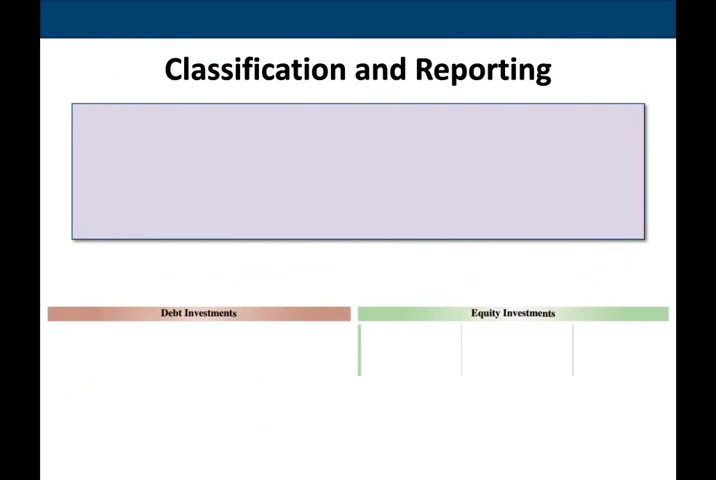 Classification and Reporting
Debt Investments
Equity Investments